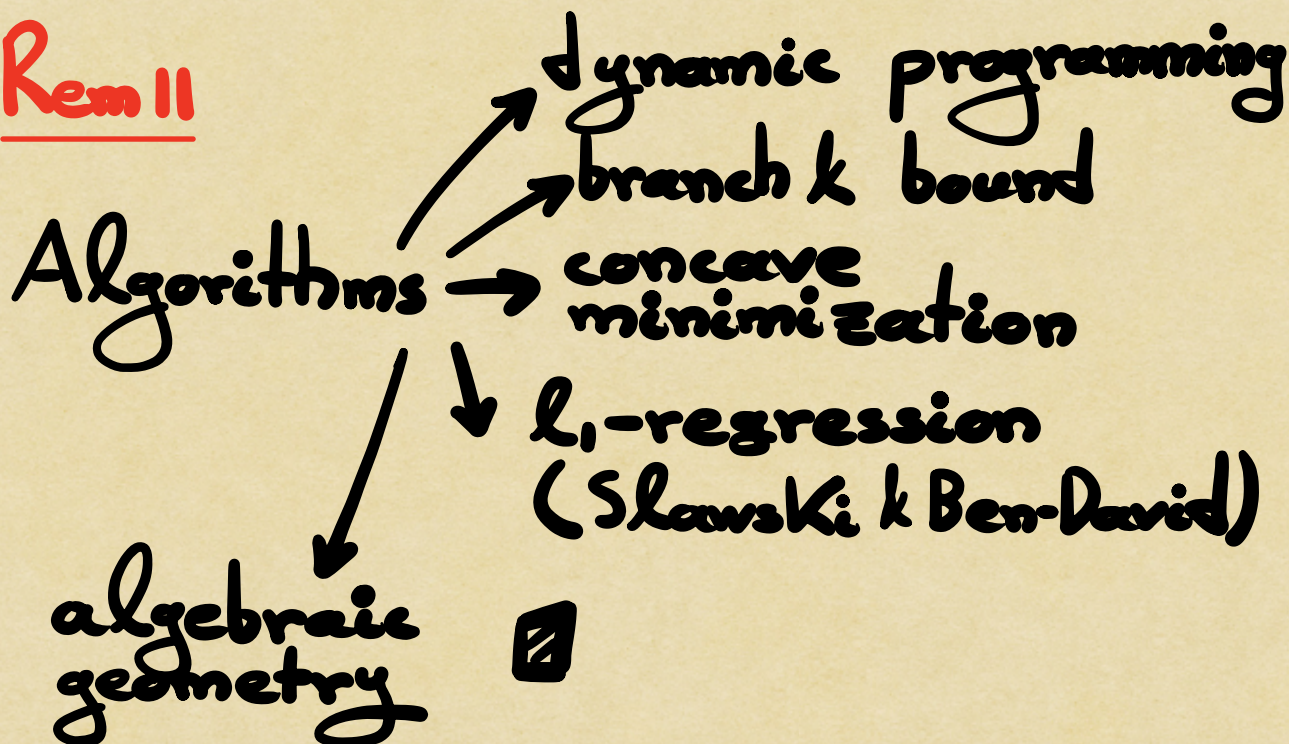 Rem 11
dynamic programming
branch & bound
Algorithms
concave
minimization
l₁-regression
(Slawski & Ben-David)
algebraic
geometry